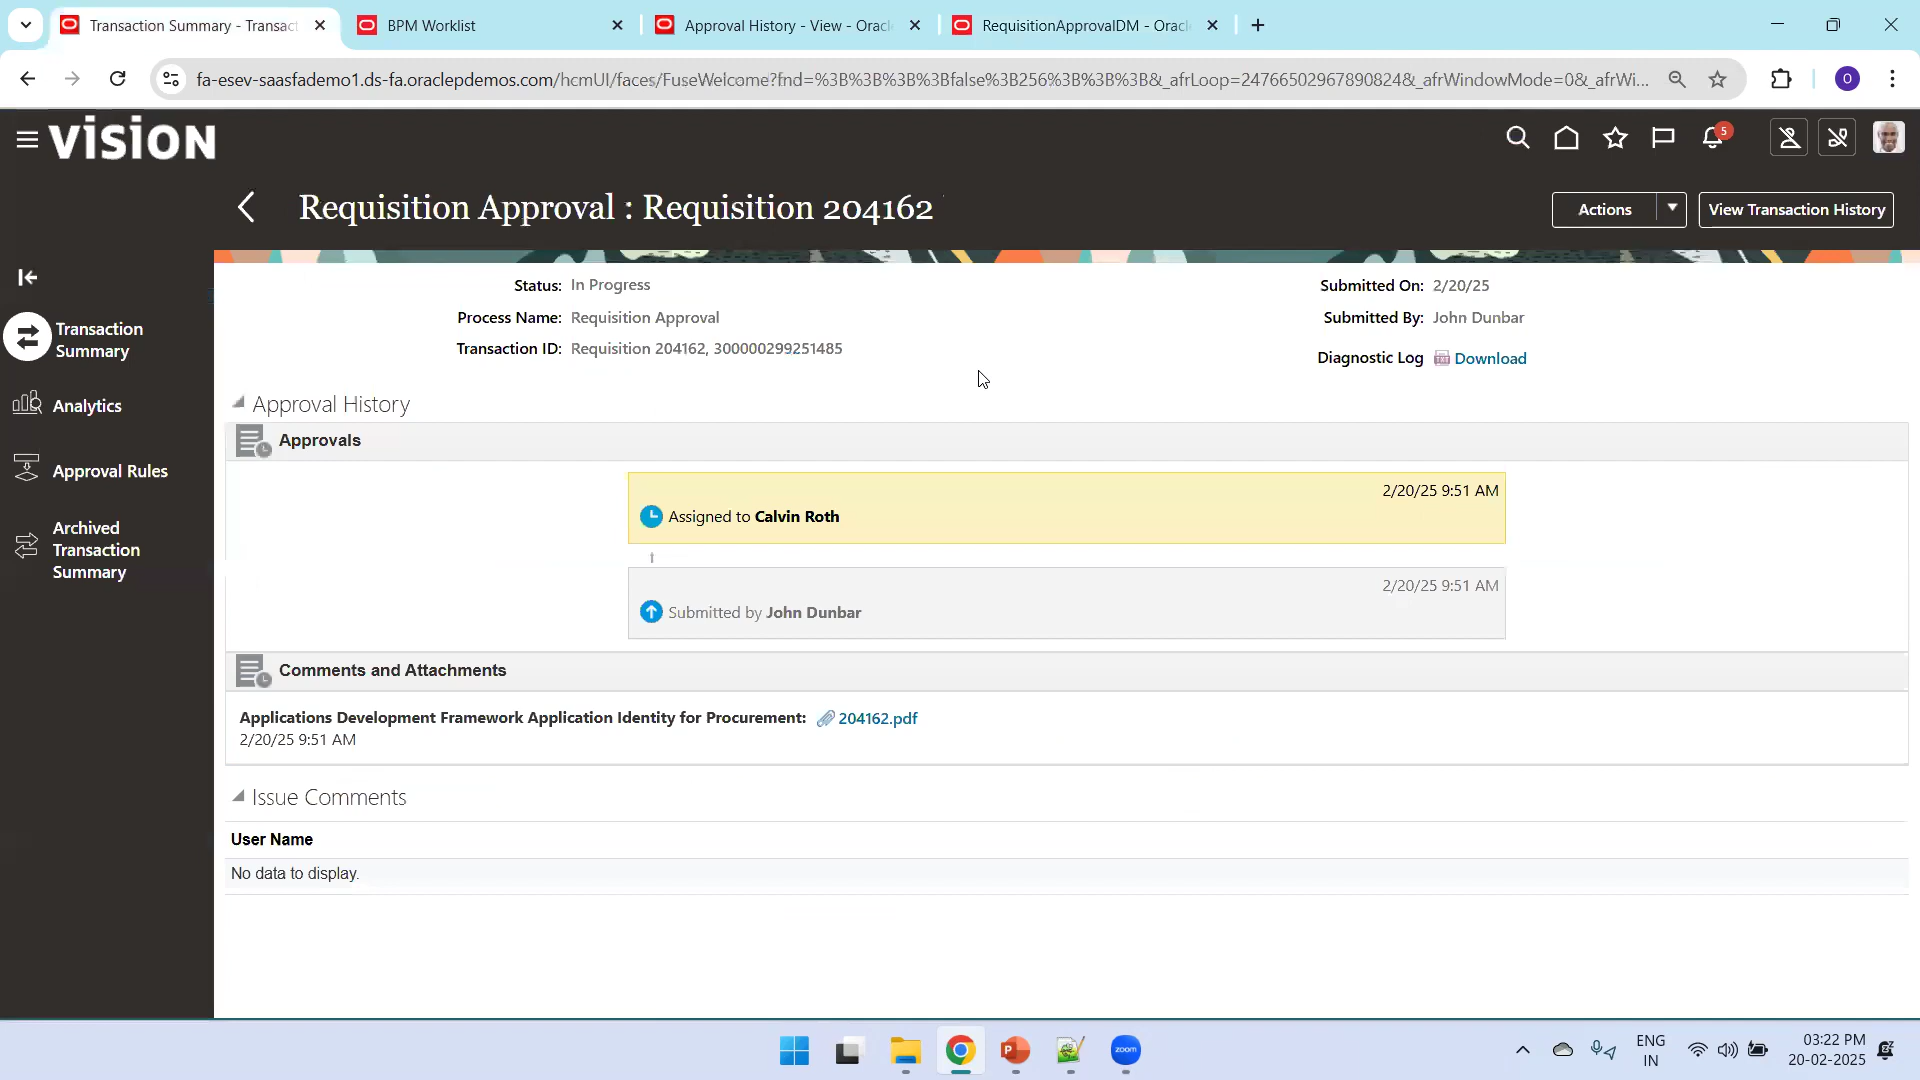 Transaction Summary - Transact
BPM Worklist
Approval History - View - Oracle
RequisitionApprovalDM - Oracl
fa-esev-saasfademo1.ds-fa.oraclepdemos.com/hcmUI/faces/FuseWelcome?fnd=%3B%3B%3B%3Bfalse%3B256%3B%3B%3B&_afrLoop=24766502967890824&_afrWindowMode=0&_afrWi...
O
VISION
5
Requisition Approval : Requisition 204162
Actions
View Transaction History
Transaction
Summary
Analytics
Approval Rules
Archived
Transaction
Summary
Status: In Progress
Submitted On: 2/20/25
Process Name: Requisition Approval
Submitted By: John Dunbar
Transaction ID: Requisition 204162, 300000299251485
Diagnostic Log Download
Approval History
Approvals
2/20/25 9:51 AM
Assigned to Calvin Roth
2/20/25 9:51 AM
Submitted by John Dunbar
Comments and Attachments
Applications Development Framework Application Identity for Procurement: 204162.pdf
2/20/25 9:51 AM
Issue Comments
User Name
No data to display.
zoom
ENG
IN
03:22 PM
20-02-2025